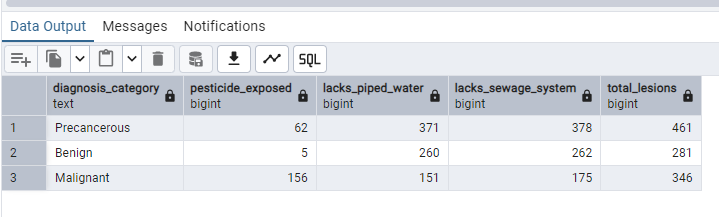 Data Output Messages Notifications
SQL
diagnosis_category pesticide_exposed lacks_piped_water lacks_sewage_system total_lesions
text bigint bigint bigint bigint
1 Precancerous 62 371 378 461
2 Benign 5 260 262 281
3 Malignant 156 151 175 346